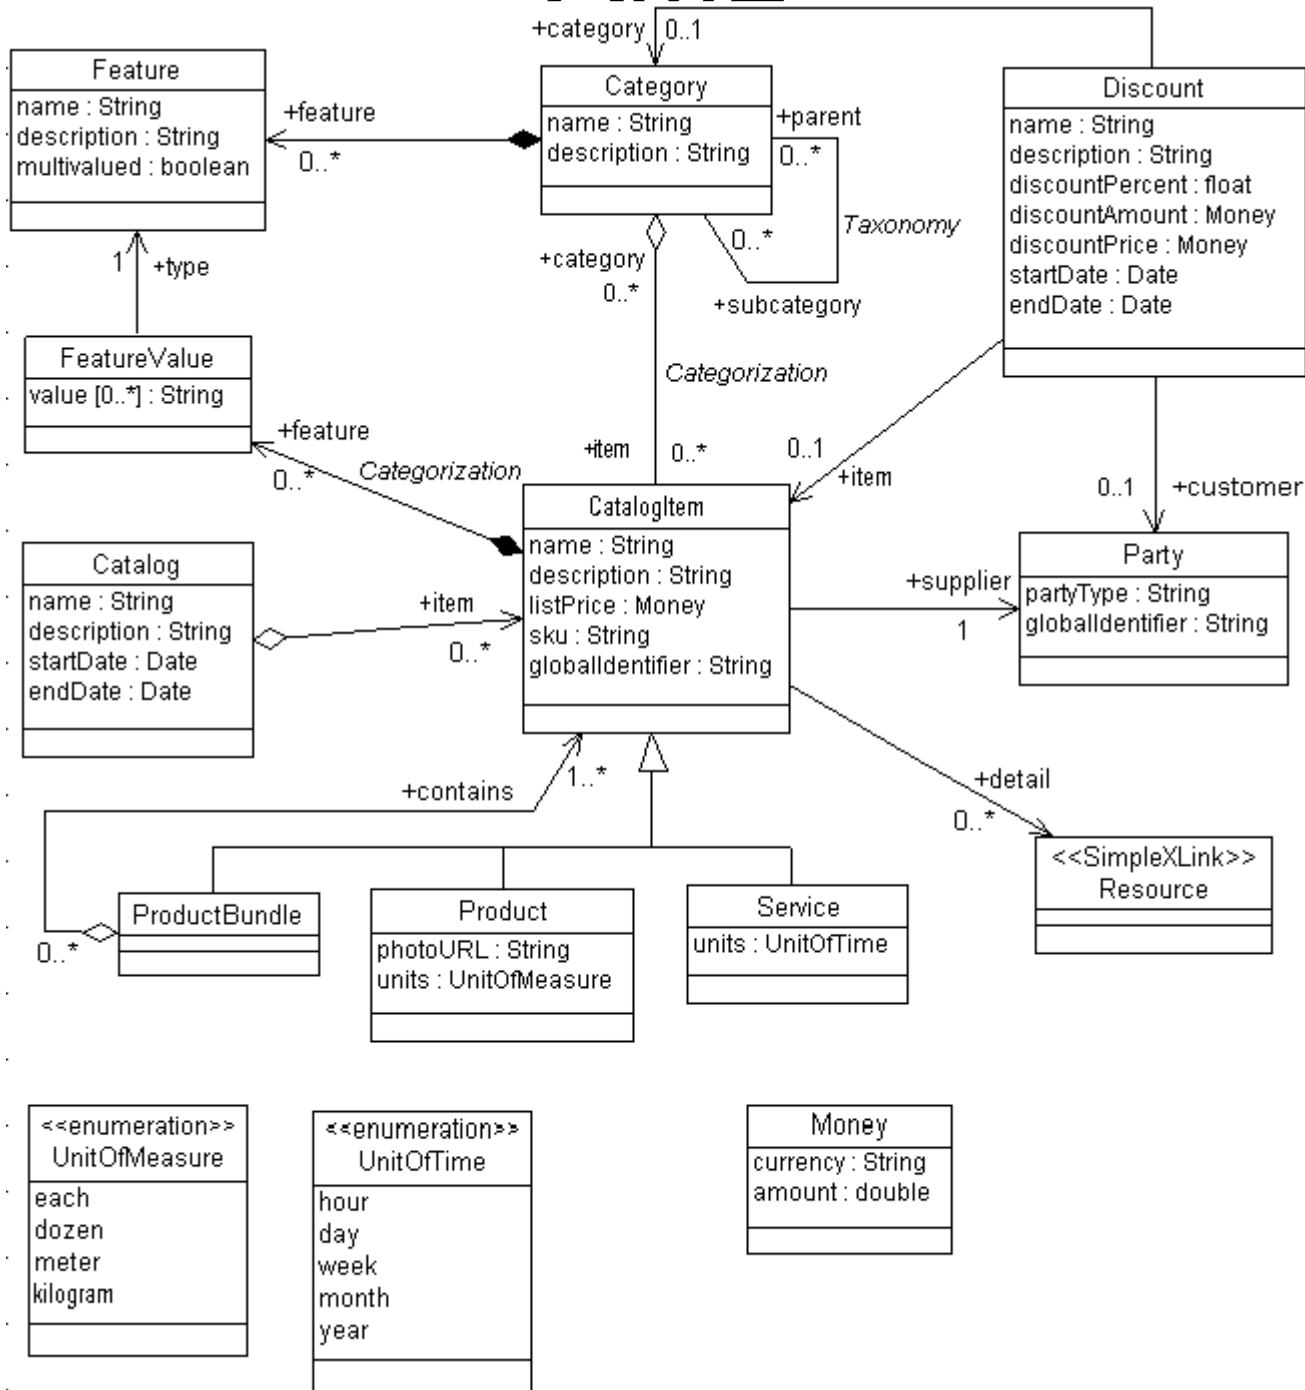 +category 0..1
Feature
name : String
description : String
multivalued : boolean
+feature
0..*
Category
name : String
description : String
+parent
0..*
Taxonomy
0..*
+subcategory
Discount
name : String
description : String
discountPercent : float
discountAmount : Money
discountPrice : Money
startDate : Date
endDate : Date
1 +type
+category
0..*
Categorization
FeatureValue
value [0..*] : String
+feature
0..*
Categorization
+item 0..*
0..1
+item
0..1 +customer
CatalogItem
name : String
description : String
listPrice : Money
sku : String
globalIdentifier : String
Catalog
name : String
description : String
startDate : Date
endDate : Date
+item
0..*
+supplier
1
Party
partyType : String
globalIdentifier : String
+contains
1..*
+detail
0..*
<<SimpleXLink>>
Resource
0..*
ProductBundle
Product
photoURL : String
units : UnitOfMeasure
Service
units : UnitOfTime
<<enumeration>>
UnitOfMeasure
each
dozen
meter
kilogram
<<enumeration>>
UnitOfTime
hour
day
week
month
year
Money
currency : String
amount : double